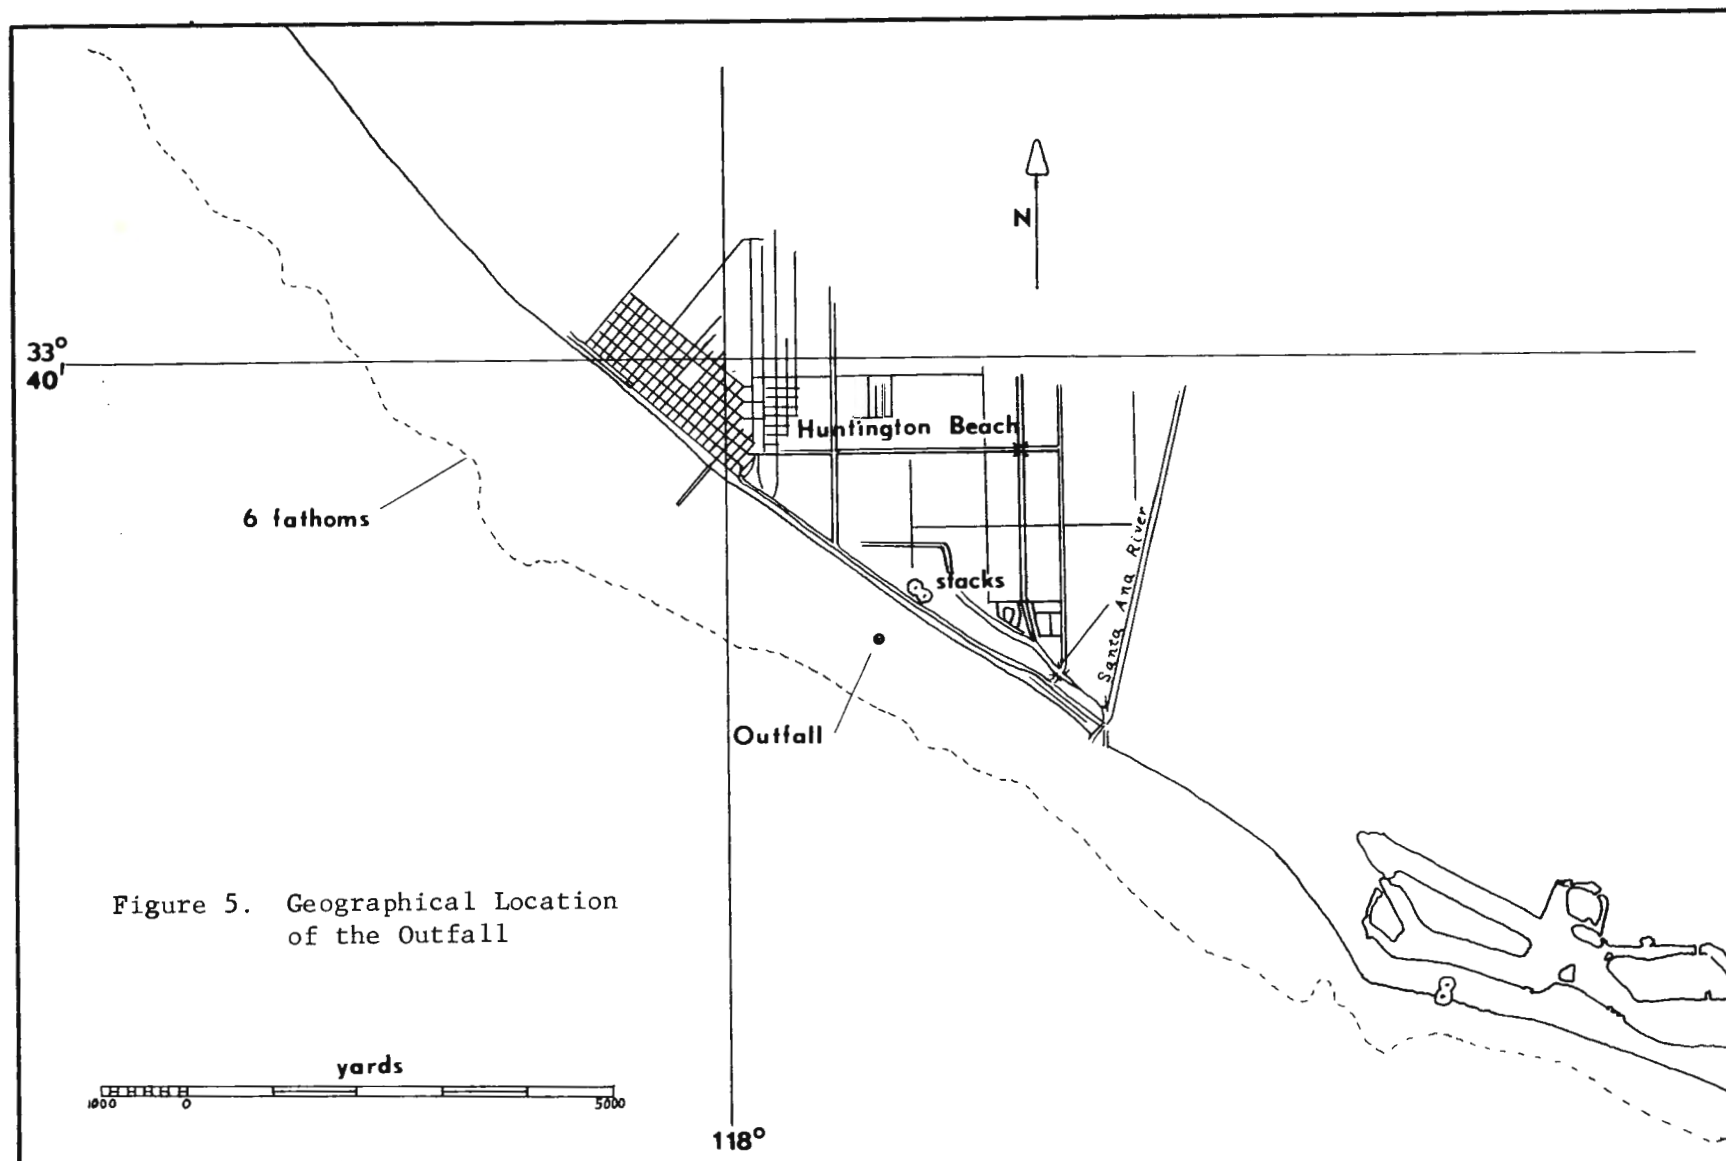 N
33°
40'
Huntington Beach
6 fathoms
Santa Ana River
stacks
Outfall
Figure 5. Geographical Location
of the Outfall
yards
1000 0 5000
118°